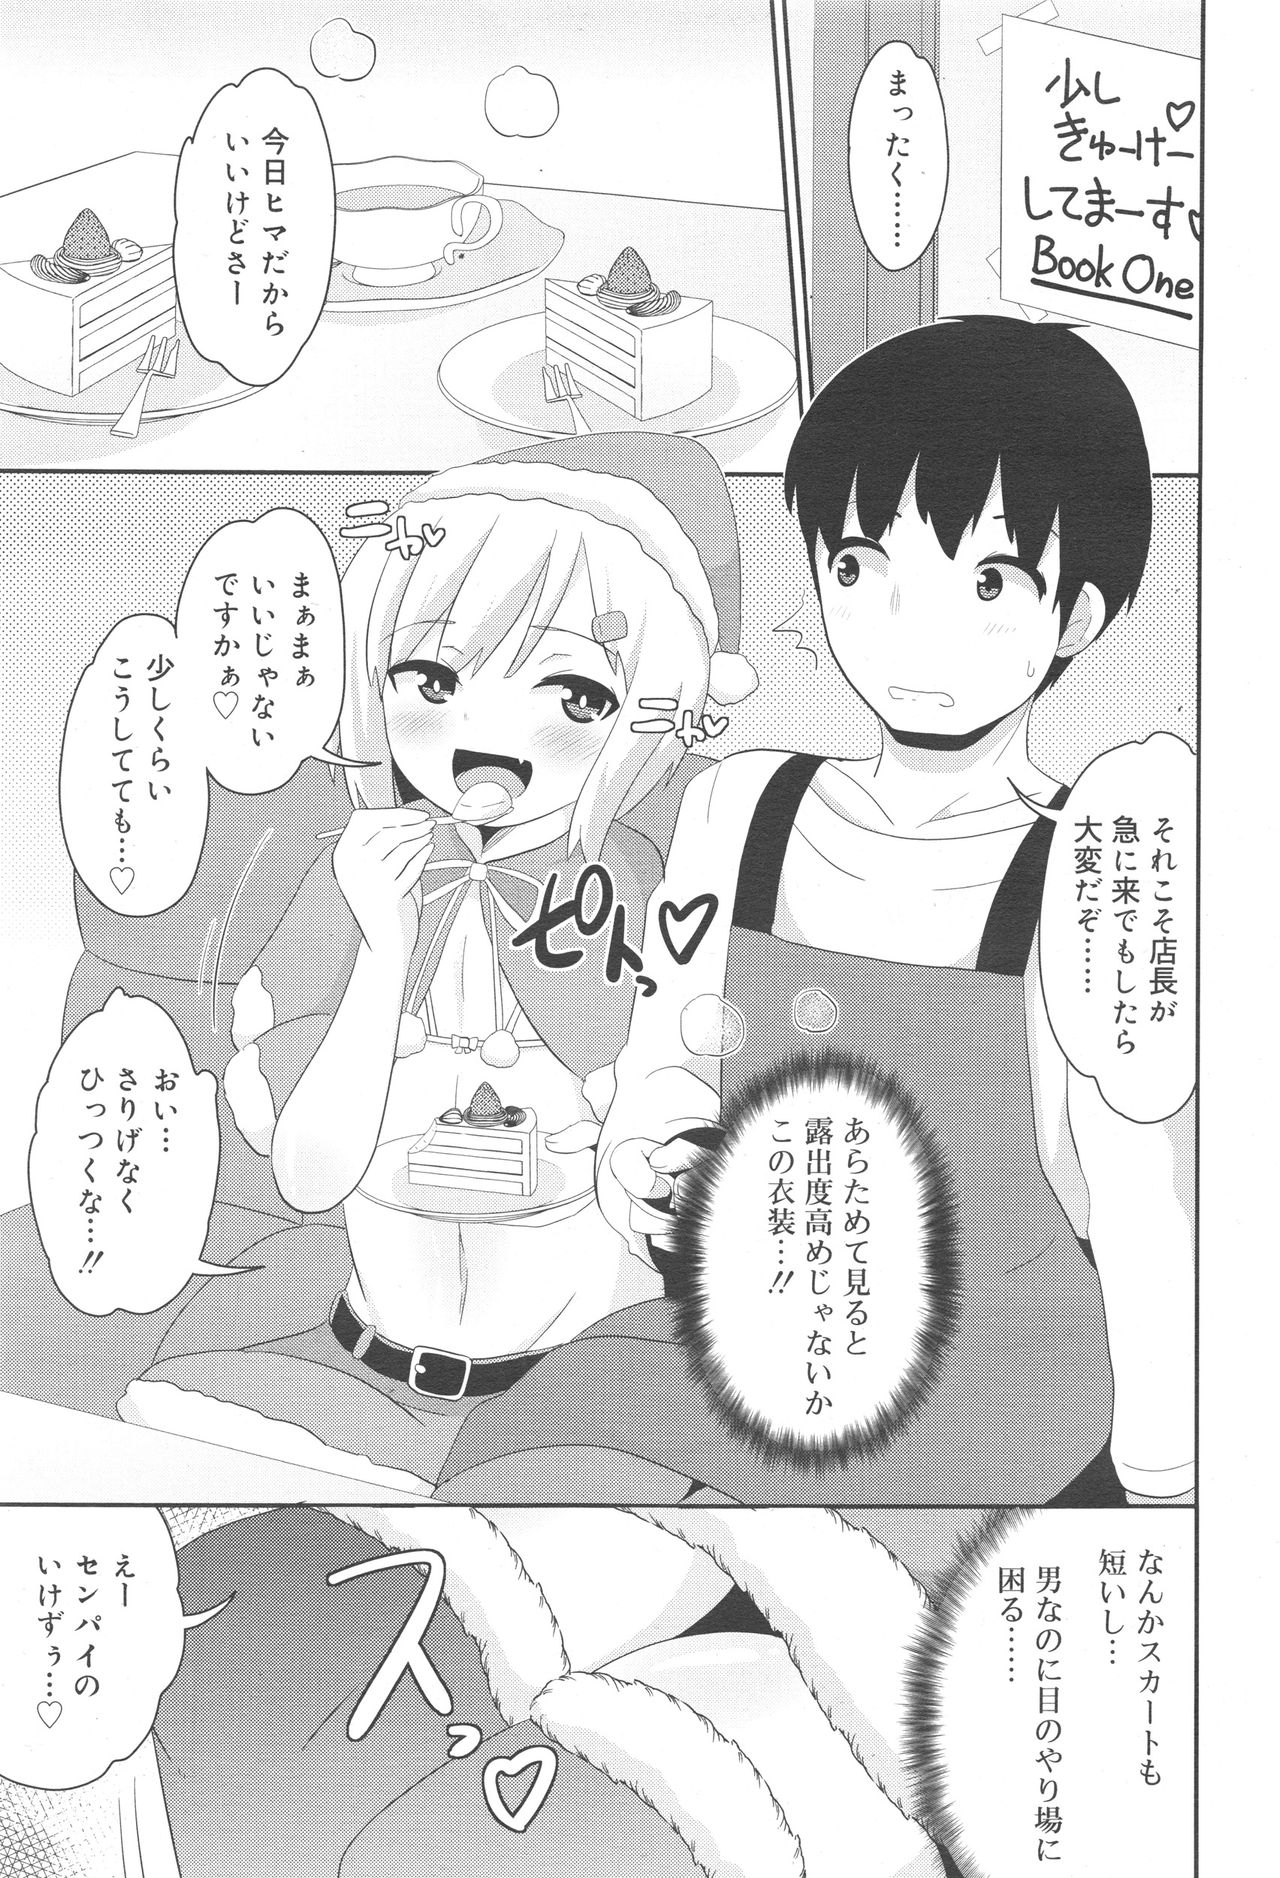 少し
きゅーけー♡
してまーす♡
Book One
まったく……
今日ヒマだから
いいけどさー
それこそ店長が
急に来でもしたら
大変だぞ……
ニヤ♡
ニヤ♡
まぁまぁ
いいじゃない
ですかぁ♡
少しくらい
こうしてても…♡
ピトっ♡
おい…
さりげなく
ひっつくな…!!
あらためて見ると
露出度高めじゃないか
この衣装…!!
なんかスカートも
短いし…
男なのに目のやり場に
困る……
スッ♡
えー
センパイの
いけずぅ…♡